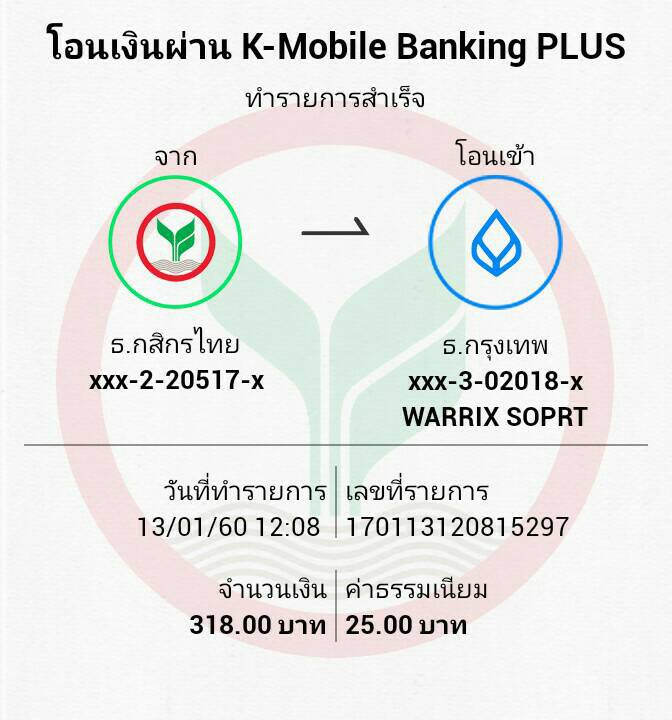 โอนเงินผ่าน K-Mobile Banking PLUS
ทำรายการสำเร็จ
จาก
โอนเข้า
ธ.กสิกรไทย
xxx-2-20517-x
ธ.กรุงเทพ
xxx-3-02018-x
WARRIX SOPRT
วันที่ทำรายการ
13/01/60 12:08
เลขที่รายการ
170113120815297
จำนวนเงิน
318.00 บาท
ค่าธรรมเนียม
25.00 บาท